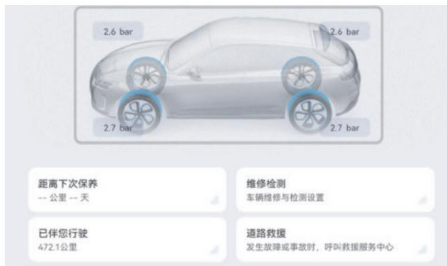 2.6 bar
2.6 bar
2.7 bar
2.7 bar
距离下次保养
维修检测
-- 公里 -- 天
车辆维修与检测设置
已伴您行驶
道路救援
472.1公里
发生故障或事故时，呼叫救援服务中心